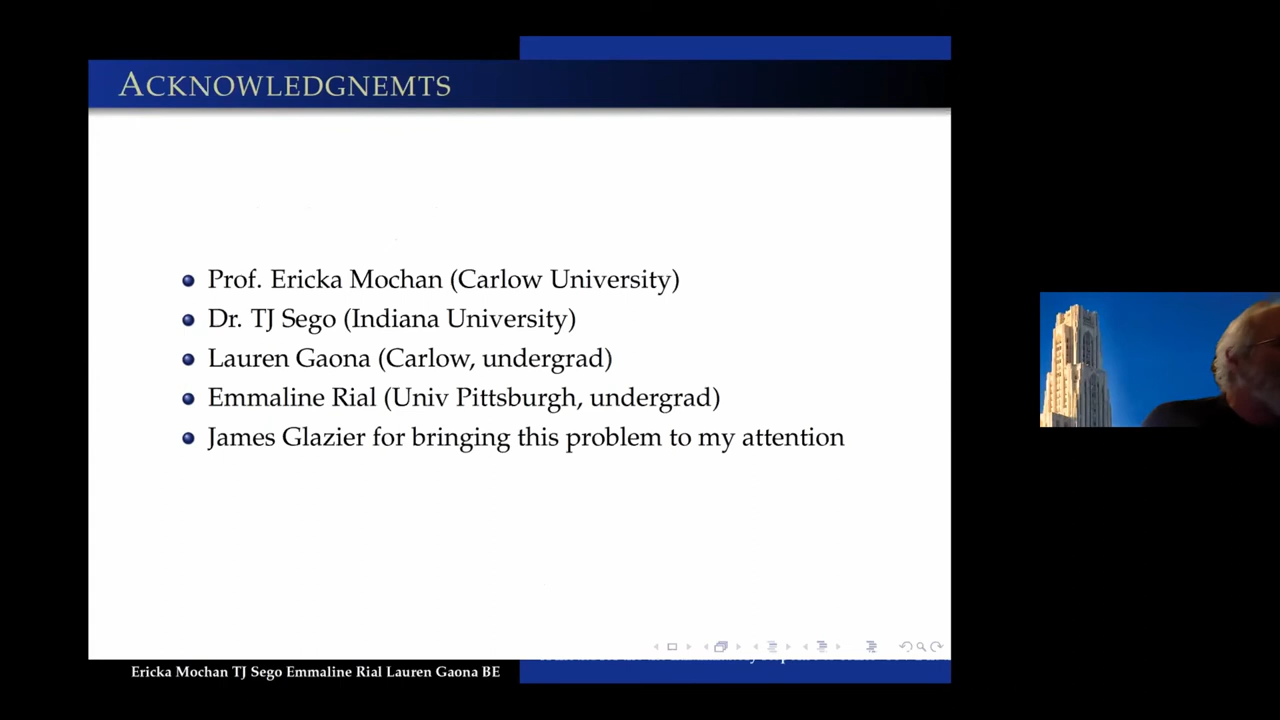 ACKNOWLEDGNEMTS
Prof. Ericka Mochan (Carlow University)
Dr. TJ Sego (Indiana University)
Lauren Gaona (Carlow, undergrad)
Emmaline Rial (Univ Pittsburgh, undergrad)
James Glazier for bringing this problem to my attention
Ericka Mochan TJ Sego Emmaline Rial Lauren Gaona BE